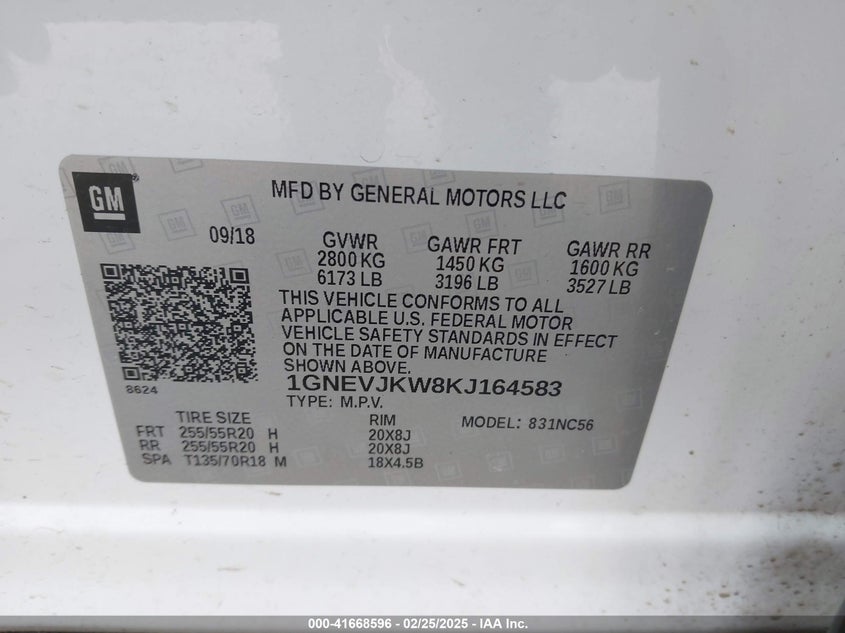 GM
MFD BY GENERAL MOTORS LLC
09/18 GVWR GAWR FRT GAWR RR
2800 KG 1450 KG 1600 KG
6173 LB 3196 LB 3527 LB
THIS VEHICLE CONFORMS TO ALL
APPLICABLE U.S. FEDERAL MOTOR
VEHICLE SAFETY STANDARDS IN EFFECT
ON THE DATE OF MANUFACTURE
SHOWN ABOVE.
8624
1GNEVJKW8KJ164583
TYPE: M.P.V.
TIRE SIZE RIM MODEL: 831NC56
FRT 255/55R20 H 20X8J
RR 255/55R20 H 20X8J
SPA T135/70R18 M 18X4.5B
000-41668596 - 02/25/2025 - IAA Inc.